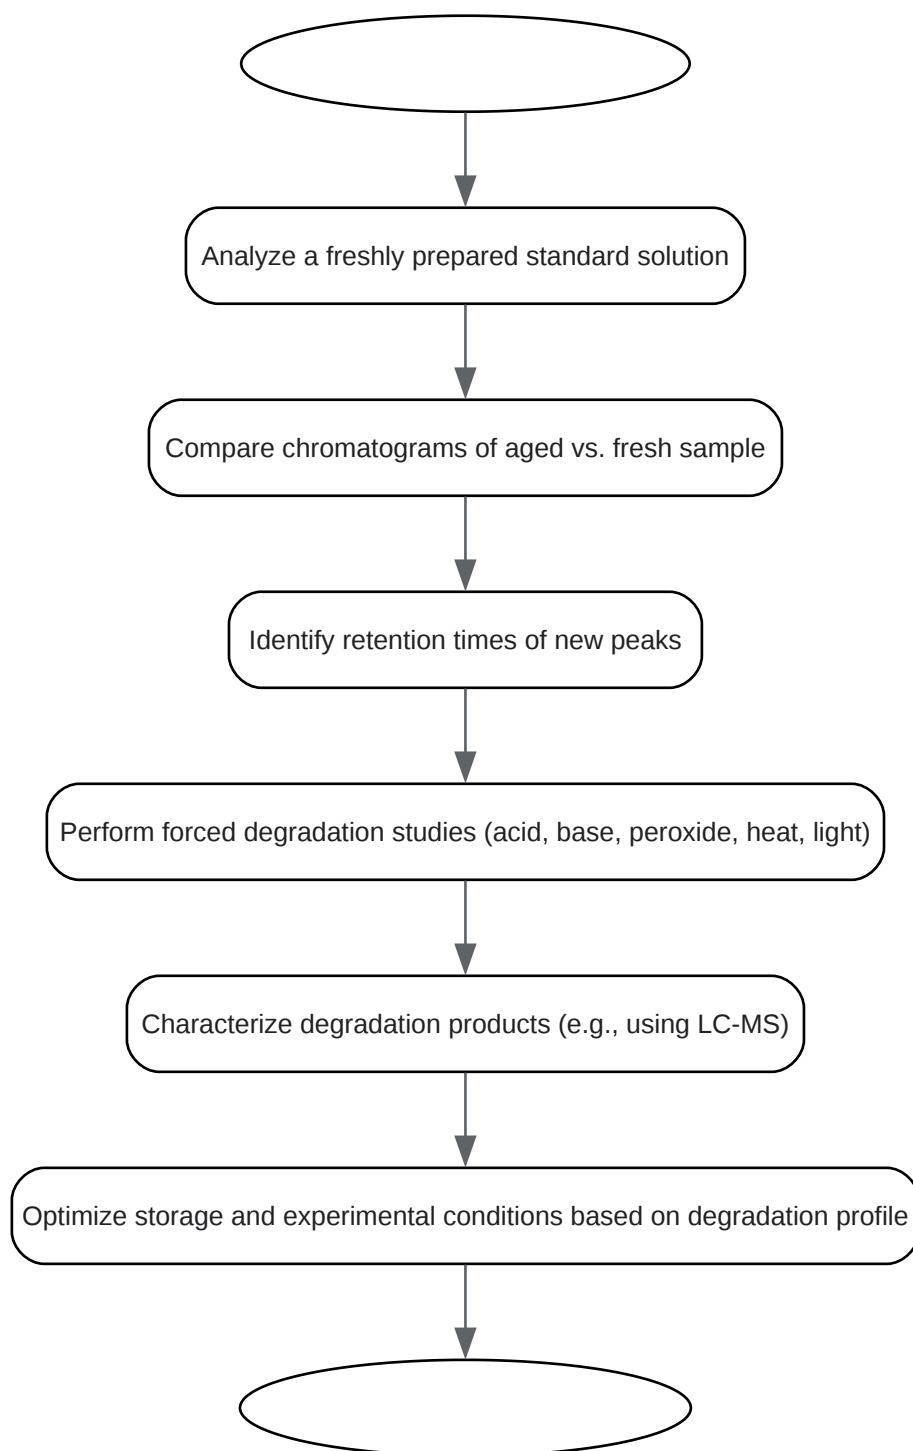 Analyze a freshly prepared standard solution
Compare chromatograms of aged vs. fresh sample
Identify retention times of new peaks
Perform forced degradation studies (acid, base, peroxide, heat, light)
Characterize degradation products (e.g., using LC-MS)
Optimize storage and experimental conditions based on degradation profile